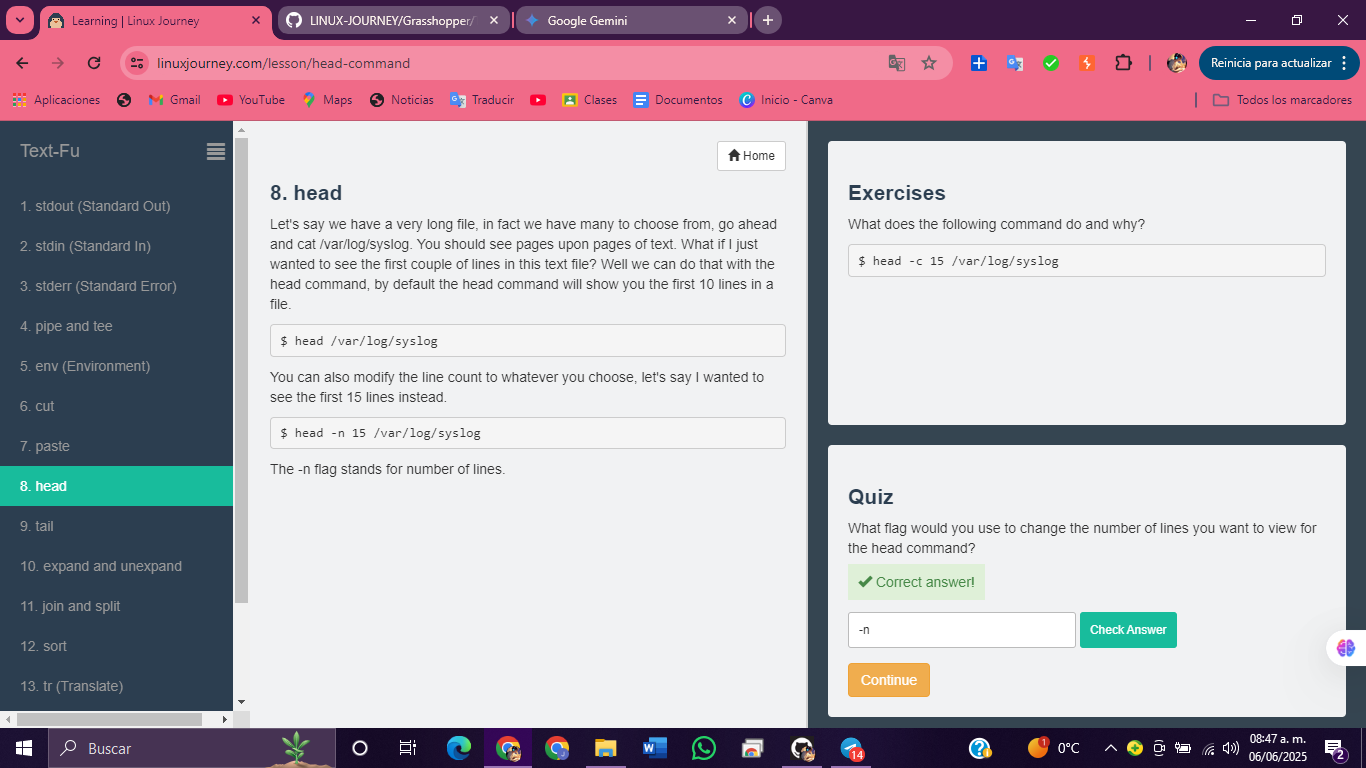 Learning | Linux Journey
LINUX-JOURNEY/Grasshopper/
Google Gemini
linuxjourney.com/lesson/head-command
Reinicia para actualizar
Aplicaciones
Gmail
YouTube
Maps
Noticias
Traducir
Clases
Documentos
Inicio - Canva
Todos los marcadores
Text-Fu
1. stdout (Standard Out)
2. stdin (Standard In)
3. stderr (Standard Error)
4. pipe and tee
5. env (Environment)
6. cut
7. paste
8. head
9. tail
10. expand and unexpand
11. join and split
12. sort
13. tr (Translate)
Home
8. head
Let's say we have a very long file, in fact we have many to choose from, go ahead
and cat /var/log/syslog. You should see pages upon pages of text. What if I just
wanted to see the first couple of lines in this text file? Well we can do that with the
head command, by default the head command will show you the first 10 lines in a
file.
$ head /var/log/syslog
You can also modify the line count to whatever you choose, let's say I wanted to
see the first 15 lines instead.
$ head -n 15 /var/log/syslog
The -n flag stands for number of lines.
Exercises
What does the following command do and why?
$ head -c 15 /var/log/syslog
Quiz
What flag would you use to change the number of lines you want to view for
the head command?
Correct answer!
-n
Check Answer
Continue
Buscar
14
1
0°C
08:47 a. m.
06/06/2025
2